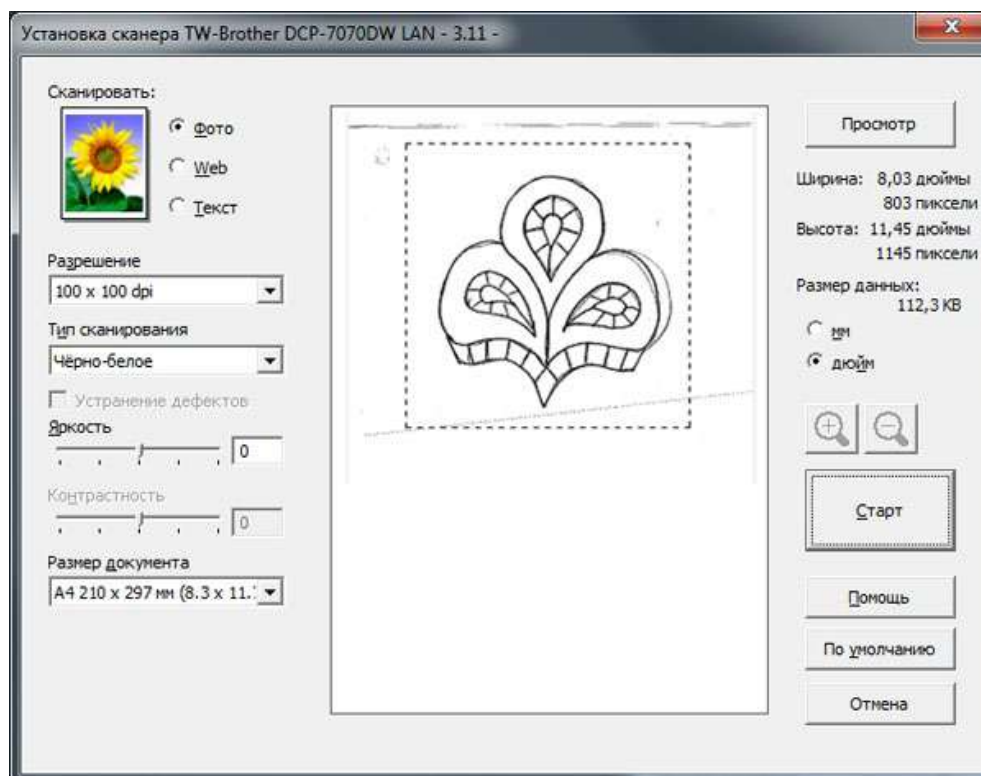 Установка сканера TW-Brother DCP-7070DW LAN - 3.11 -
Сканировать:
Фото
Web
Текст
Разрешение
100 x 100 dpi
Тип сканирования
Чёрно-белое
Устранение дефектов
Яркость
0
Контрастность
0
Размер документа
A4 210 x 297 мм (8.3 x 11.
Просмотр
Ширина: 8,03 дюймы
803 пиксели
Высота: 11,45 дюймы
1145 пиксели
Размер данных:
112,3 KB
мм
дюйм
Старт
Помощь
По умолчанию
Отмена